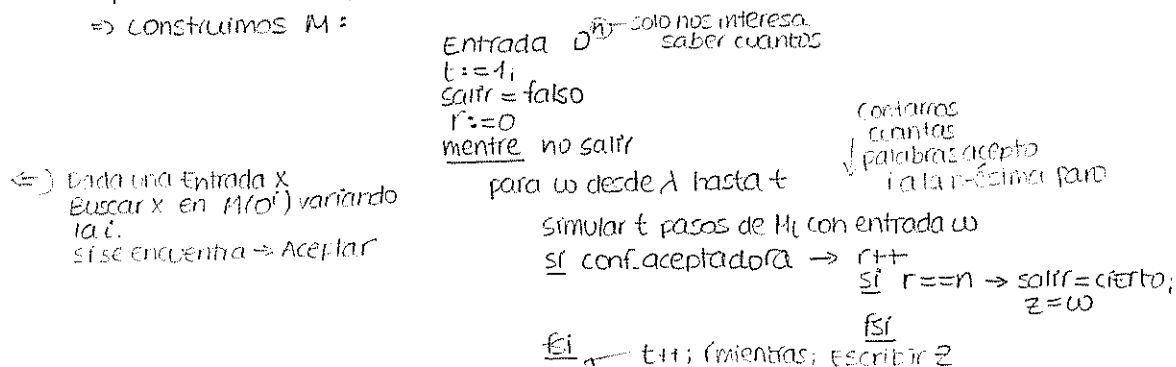 => construimos M:
Entrada 0ⁿ solo nos interesa
saber cuantos
t:=1;
salir = falso
r:=0
mentre no salir
contamos
cuantas
palabras acepto
i a la r-ésima paro
para ω desde λ hasta t
simular t pasos de ML con entrada ω
si conf. aceptadora → r++
si r==n → salir=cierto;
z=ω
fsi
fsi t++; fmientras; Escribir z
<=) Dada una Entrada x
Buscar x en M(0ⁱ) variando
la i.
si se encuentra → Aceptar